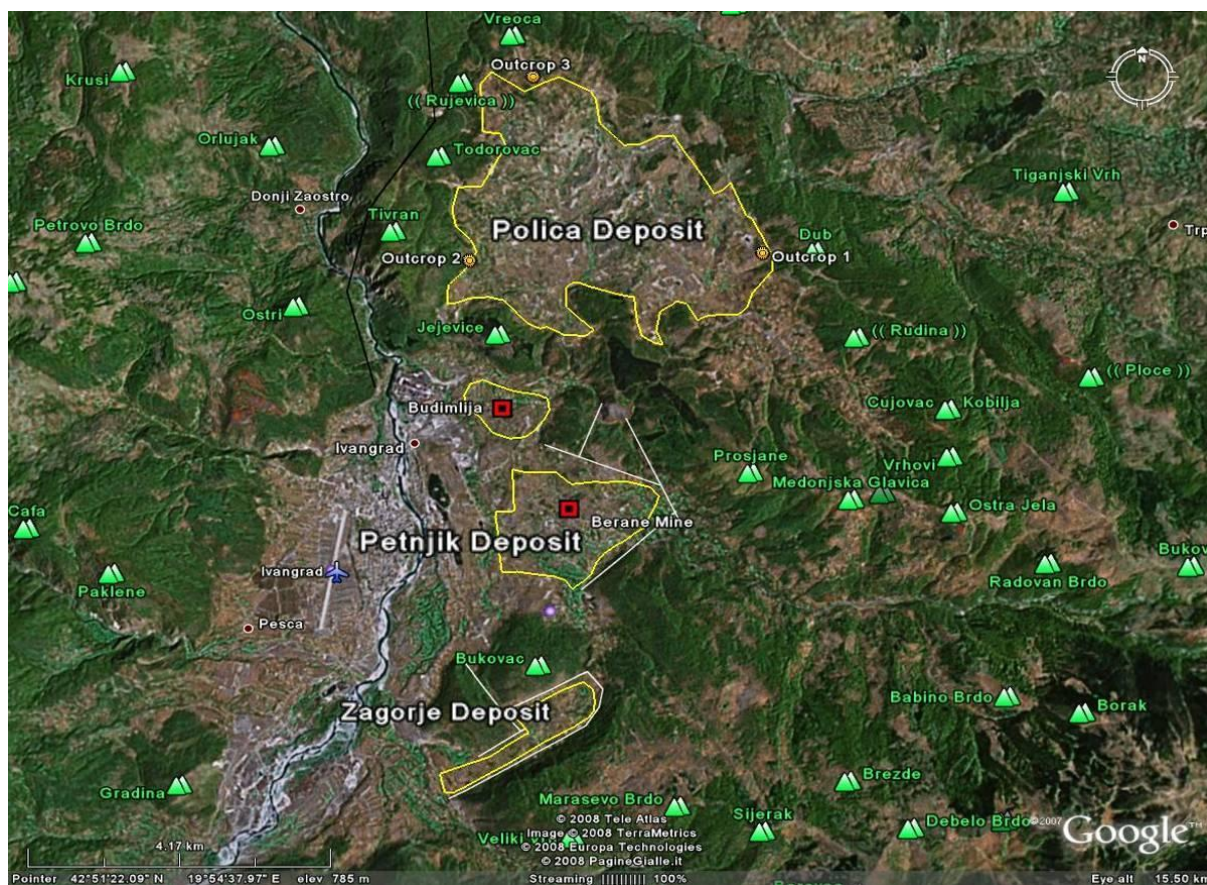 Vreoca
Outcrop 3
N
Krusi
(( Rujevica ))
Orlujak
Todorovac
Tiganjski Vrh
Donji Zaostro
Tivran
Petrovo Brdo
Polica Deposit
Dub
Trp
Outcrop 2
Outcrop 1
Ostri
Jejevice
(( Rudina ))
(( Ploce ))
Budimlija
Cujovac
Kobilja
Ivangrad
Prosjane
Vrhovi
Medonjska Glavica
Cafa
Ostra Jela
Berane Mine
Petnjik Deposit
Bukov
Ivangrad
Radovan Brdo
Paklene
Pesca
Bukovac
Babino Brdo
Borak
Zagorje Deposit
Brezde
Gradina
Marasevo Brdo
Sijerak
Debelo Brdo
© 2008 Tele Atlas
Veliki
Image © 2008 TerraMetrics
© 2008 Europa Technologies
© 2008 PagineGialle.it
©2007 Google™
4.17 km
Pointer 42°51'22.09" N 19°54'37.97" E elev 785 m
Streaming |||||||||| 100%
Eye alt 15.50 km